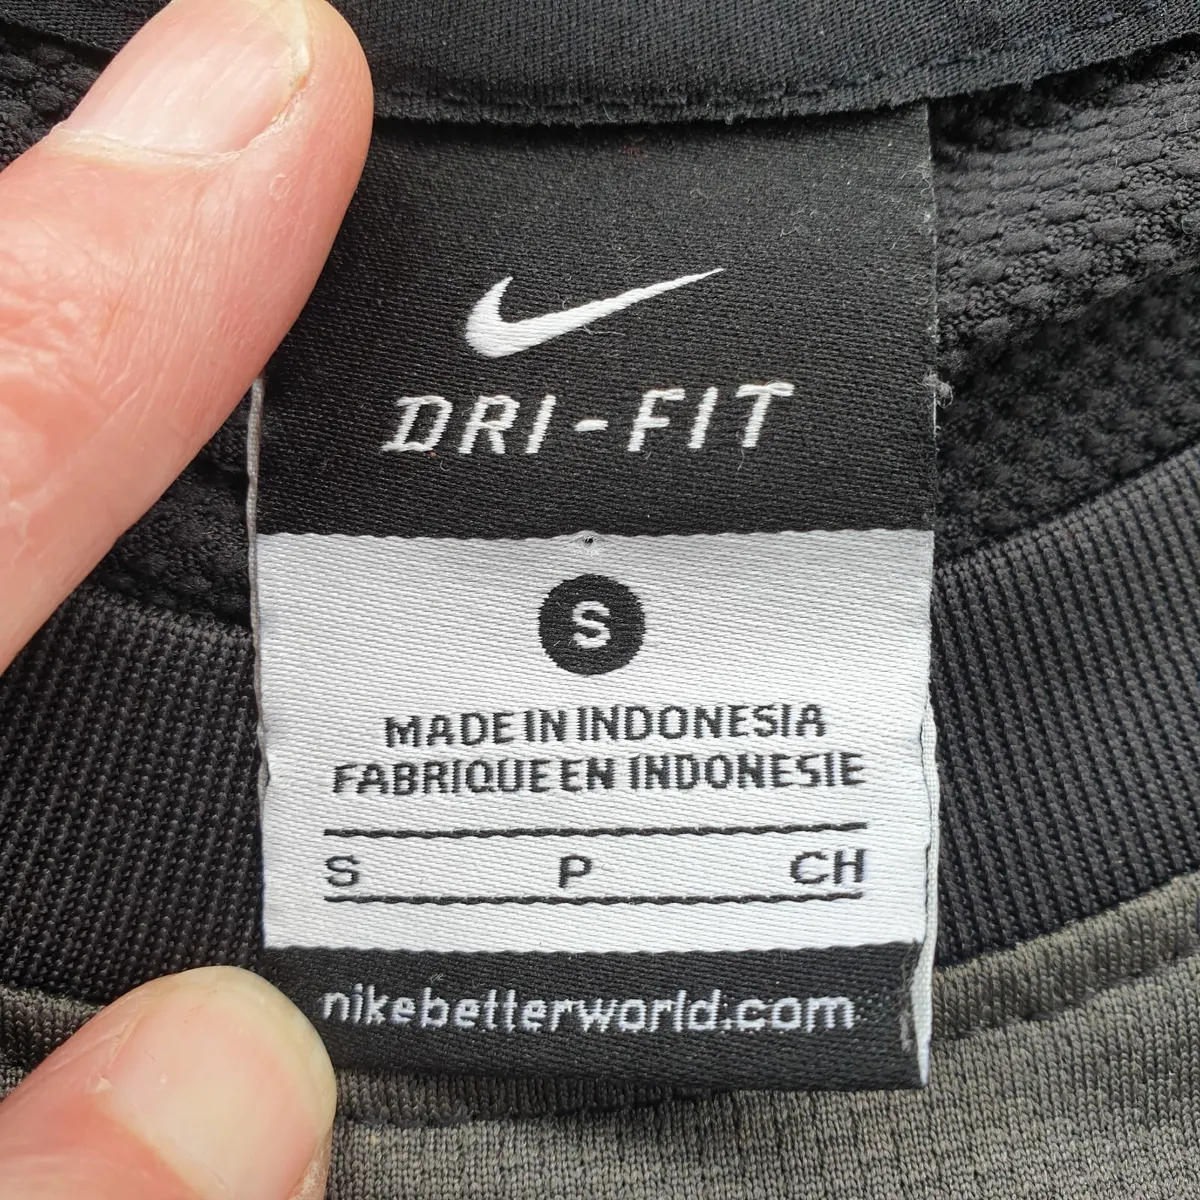 DRI-FIT
S
MADE IN INDONESIA
FABRIQUE EN INDONESIE
S P CH
nikebetterworld.com